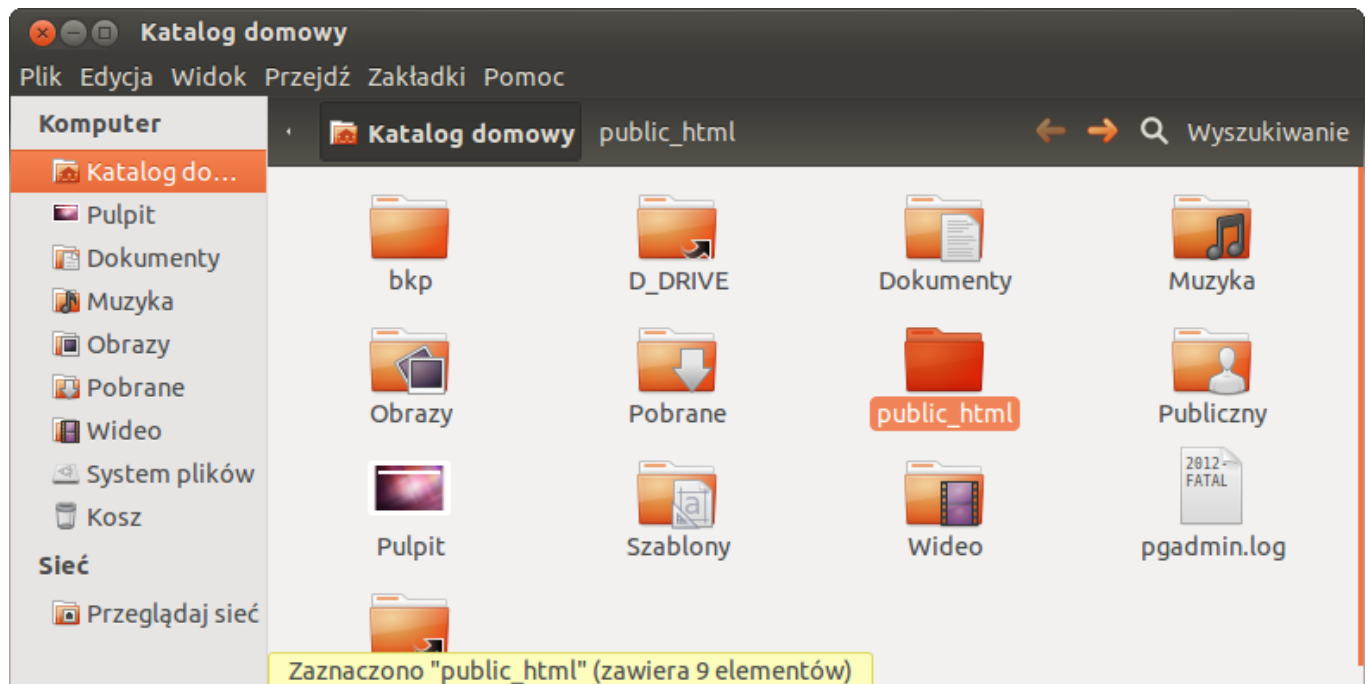 Katalog domowy
Plik Edycja Widok Przejdź Zakładki Pomoc
Komputer
Katalog domowy public_html
Wyszukiwanie
Katalog do...
Pulpit
Dokumenty
Muzyka
Obrazy
Pobrane
Wideo
System plików
Kosz
Sieć
Przeglądaj sieć
bkp
D_DRIVE
Dokumenty
Muzyka
Obrazy
Pobrane
public_html
Publiczny
2012-
FATAL
Pulpit
Szablony
Wideo
pgadmin.log
Zaznaczono "public_html" (zawiera 9 elementów)